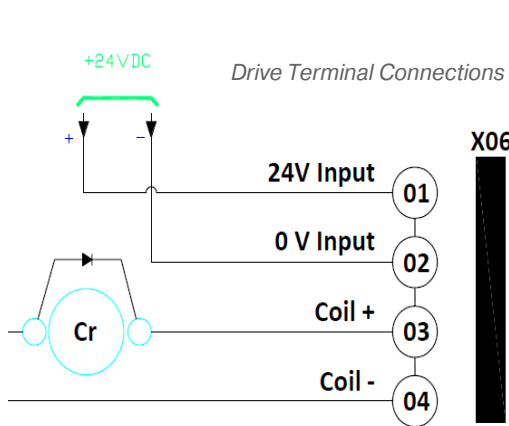 +24VDC
Drive Terminal Connections
+ -
X06
24V Input 01
0 V Input 02
Cr
Coil + 03
Coil - 04